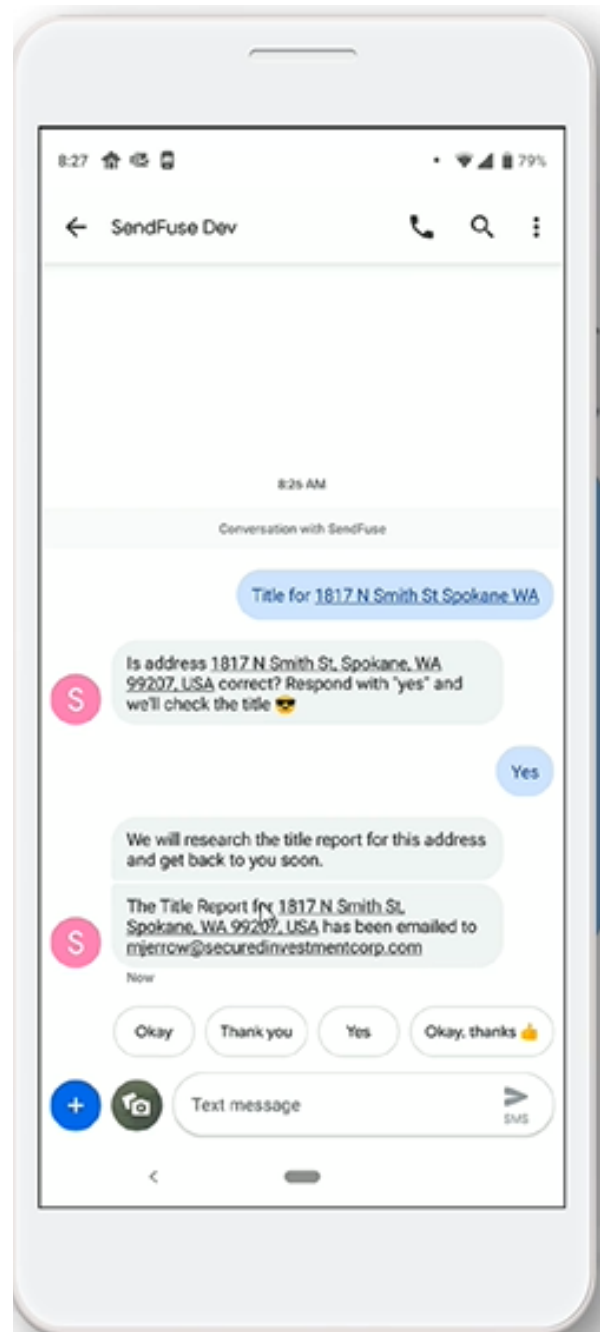 8:27
79%
SendFuse Dev
8:26 AM
Conversation with SendFuse
Title for 1817 N Smith St Spokane WA
Is address 1817 N Smith St, Spokane, WA
99207, USA correct? Respond with "yes" and
we'll check the title 😎
S
Yes
We will research the title report for this address
and get back to you soon.
The Title Report for 1817 N Smith St,
Spokane, WA 99207, USA has been emailed to
mjerrow@securedinvestmentcorp.com
S
Now
Okay
Thank you
Yes
Okay, thanks 👍
Text message
SMS